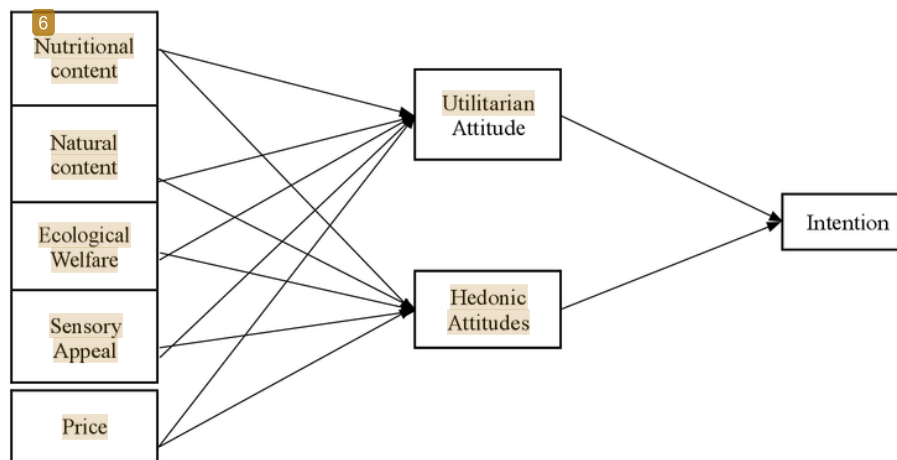 6
Nutritional
content
Natural
content
Ecological
Welfare
Sensory
Appeal
Price
Utilitarian
Attitude
Hedonic
Attitudes
Intention